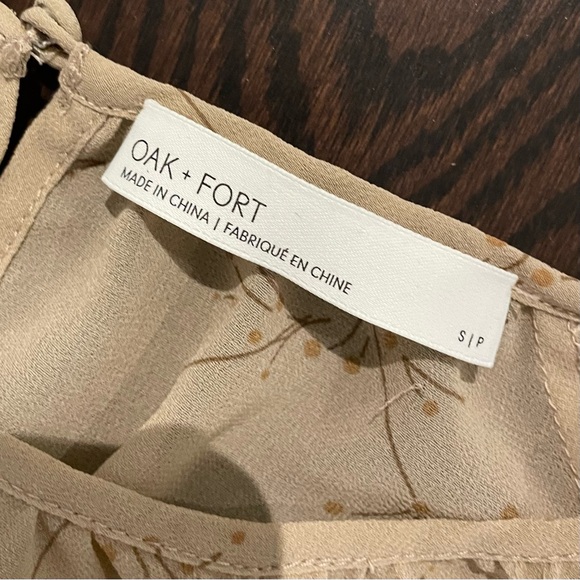 OAK + FORT
MADE IN CHINA | FABRIQUÉ EN CHINE
S | P